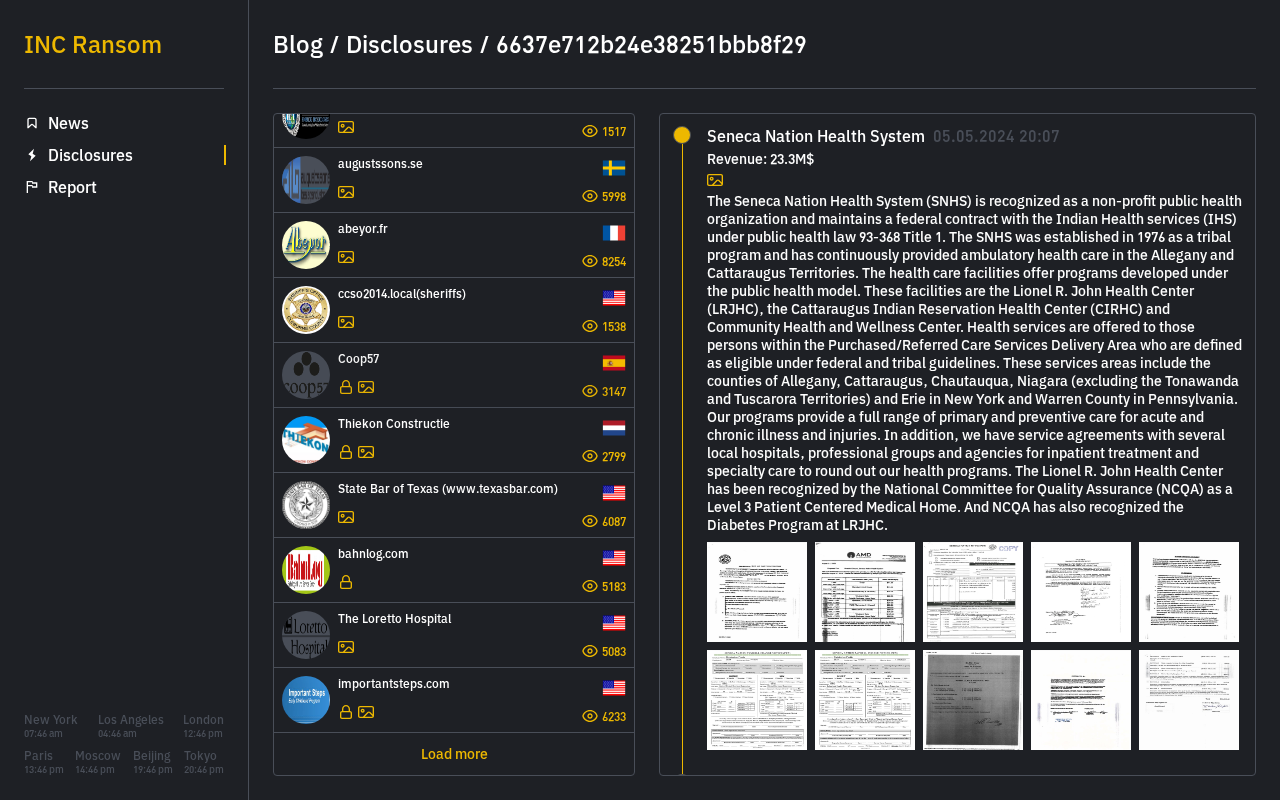 INC Ransom
Blog / Disclosures / 6637e712b24e38251bbb8f29
News
Disclosures
Report
New York Los Angeles London
07:46 am 04:46 am 12:46 pm
Paris Moscow Beijing Tokyo
13:46 pm 14:46 pm 19:46 pm 20:46 pm
1517
augustssons.se
5998
abeyor.fr
8254
ccso2014.local(sheriffs)
1538
Coop57
3147
Thiekon Constructie
2799
State Bar of Texas (www.texasbar.com)
6087
bahnlog.com
5183
The Loretto Hospital
5083
importantsteps.com
6233
Load more
Seneca Nation Health System 05.05.2024 20:07
Revenue: 23.3M$
The Seneca Nation Health System (SNHS) is recognized as a non-profit public health
organization and maintains a federal contract with the Indian Health services (IHS)
under public health law 93-368 Title 1. The SNHS was established in 1976 as a tribal
program and has continuously provided ambulatory health care in the Allegany and
Cattaraugus Territories. The health care facilities offer programs developed under
the public health model. These facilities are the Lionel R. John Health Center
(LRJHC), the Cattaraugus Indian Reservation Health Center (CIRHC) and
Community Health and Wellness Center. Health services are offered to those
persons within the Purchased/Referred Care Services Delivery Area who are defined
as eligible under federal and tribal guidelines. These services areas include the
counties of Allegany, Cattaraugus, Chautauqua, Niagara (excluding the Tonawanda
and Tuscarora Territories) and Erie in New York and Warren County in Pennsylvania.
Our programs provide a full range of primary and preventive care for acute and
chronic illness and injuries. In addition, we have service agreements with several
local hospitals, professional groups and agencies for inpatient treatment and
specialty care to round out our health programs. The Lionel R. John Health Center
has been recognized by the National Committee for Quality Assurance (NCQA) as a
Level 3 Patient Centered Medical Home. And NCQA has also recognized the
Diabetes Program at LRJHC.
AMD
COPY